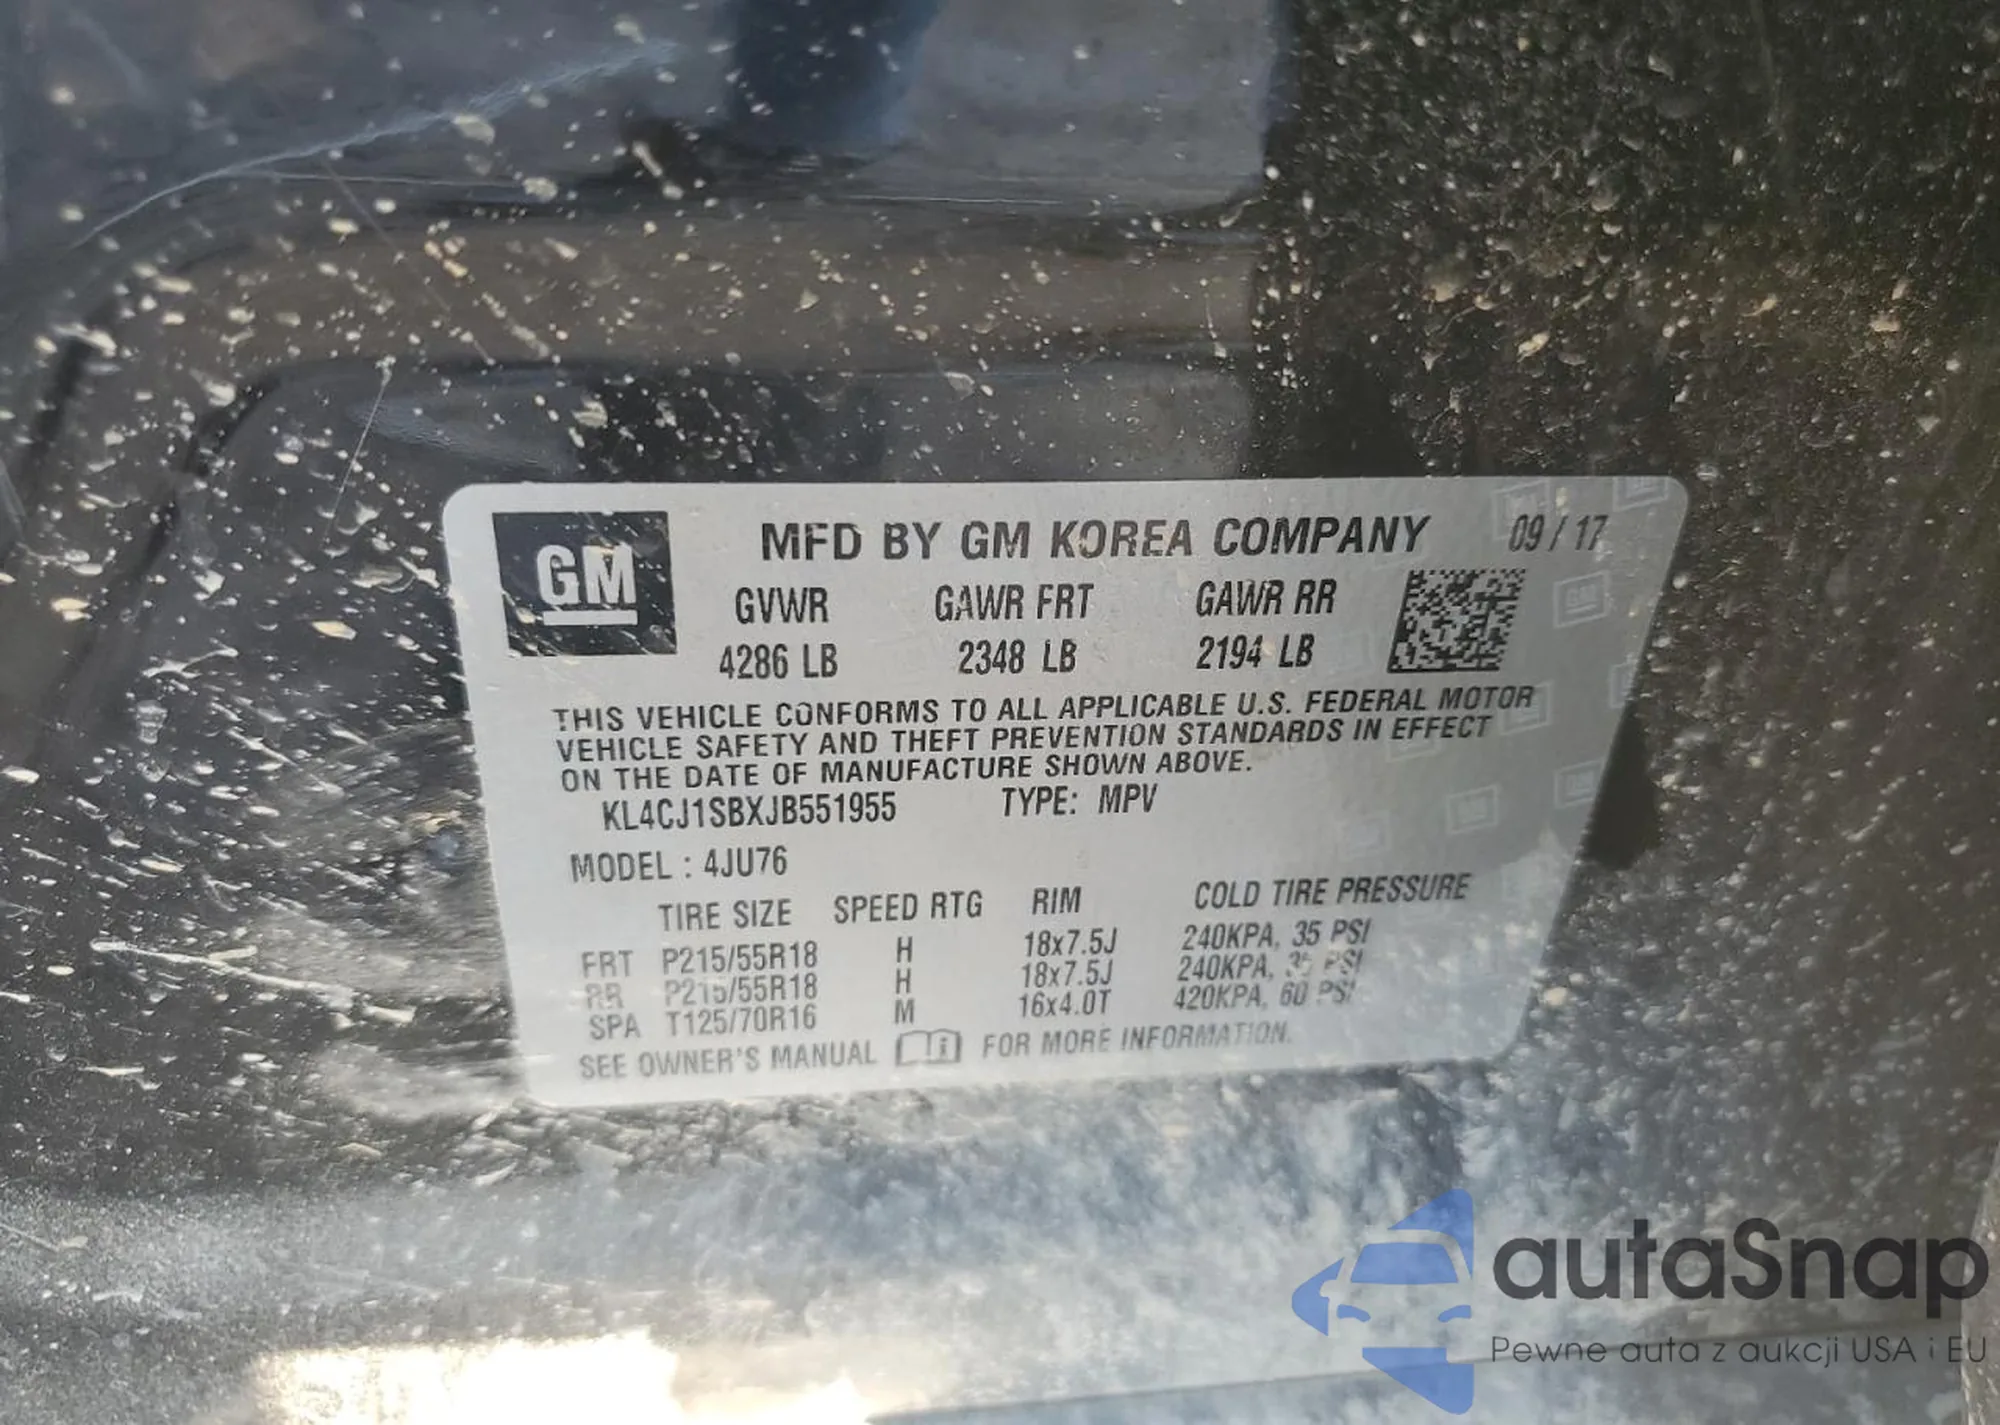 GM
MFD BY GM KOREA COMPANY 09 / 17
GVWR GAWR FRT GAWR RR
4286 LB 2348 LB 2194 LB
THIS VEHICLE CONFORMS TO ALL APPLICABLE U.S. FEDERAL MOTOR
VEHICLE SAFETY AND THEFT PREVENTION STANDARDS IN EFFECT
ON THE DATE OF MANUFACTURE SHOWN ABOVE.
KL4CJ1SBXJB551955 TYPE: MPV
MODEL : 4JU76
TIRE SIZE SPEED RTG RIM COLD TIRE PRESSURE
FRT P215/55R18 H 18x7.5J 240KPA, 35 PSI
RR P215/55R18 H 18x7.5J 240KPA, 35 PSI
SPA T125/70R16 M 16x4.0T 420KPA, 60 PSI
SEE OWNER'S MANUAL FOR MORE INFORMATION.
autaSnap
Pewne auta z aukcji USA i EU